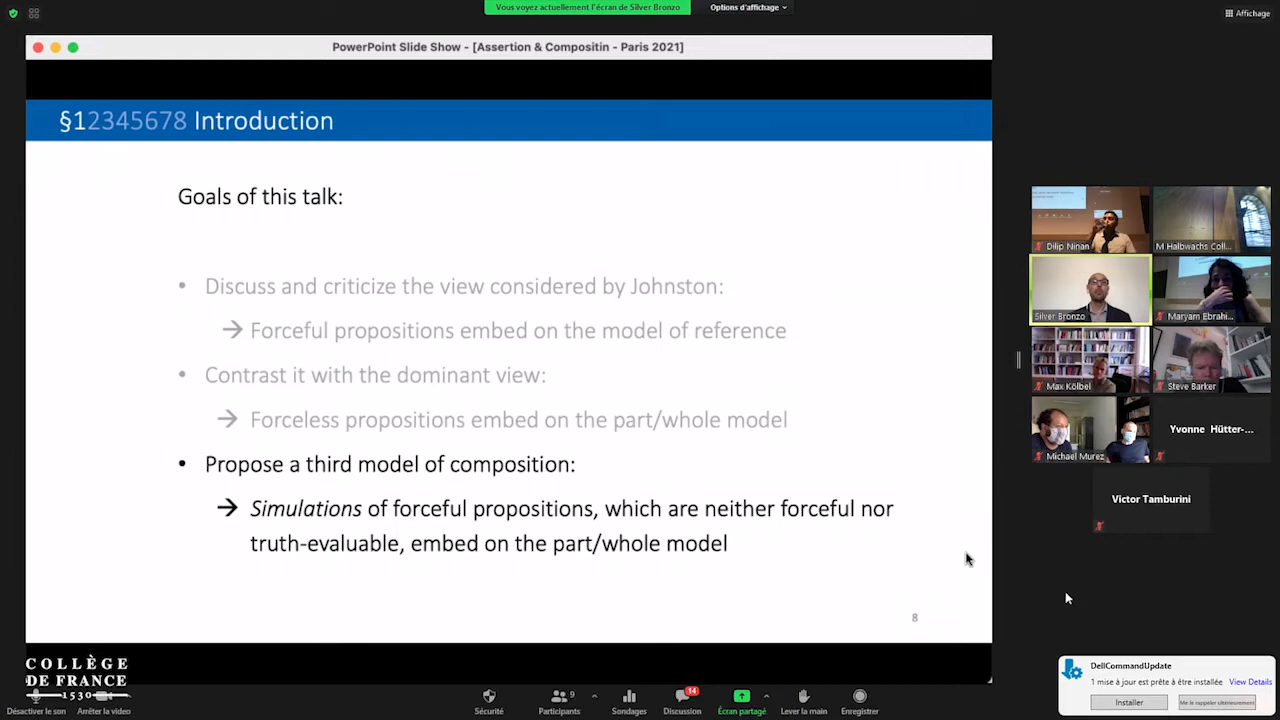 Vous voyez actuellement l'écran de Silver Bronzo
Options d'affichage
Affichage
PowerPoint Slide Show - [Assertion & Compositin - Paris 2021]
§12345678 Introduction
Goals of this talk:
• Discuss and criticize the view considered by Johnston:
→ Forceful propositions embed on the model of reference
• Contrast it with the dominant view:
→ Forceless propositions embed on the part/whole model
• Propose a third model of composition:
→ Simulations of forceful propositions, which are neither forceful nor
truth-evaluable, embed on the part/whole model
8
Dilip Ninan
M Halbwachs Coll...
Silver Bronzo
Maryam Ebrahi...
Max Kölbel
Steve Barker
Michael Murez
Yvonne Hütter-...
Victor Tamburini
COLLÈGE
DE FRANCE
1530
Désactiver le son
Arrêter la vidéo
Sécurité
Participants
9
Sondages
Discussion
14
Écran partagé
Lever la main
Enregistrer
DellCommandUpdate
1 mise à jour est prête à être installée
View Details
Installer
Me le rappeler ultérieurement